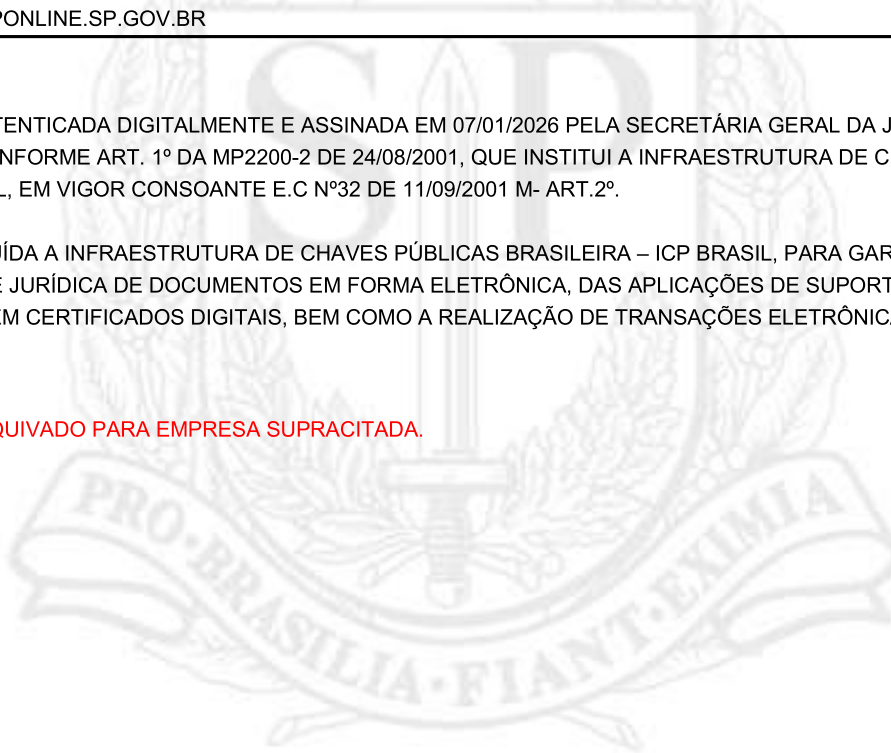 PONLINE.SP.GOV.BR
TENTICADA DIGITALMENTE E ASSINADA EM 07/01/2026 PELA SECRETÁRIA GERAL DA J
NFORME ART. 1º DA MP2200-2 DE 24/08/2001, QUE INSTITUI A INFRAESTRUTURA DE C
L, EM VIGOR CONSOANTE E.C Nº32 DE 11/09/2001 M- ART.2º.
UÍDA A INFRAESTRUTURA DE CHAVES PÚBLICAS BRASILEIRA – ICP BRASIL, PARA GAR
E JURÍDICA DE DOCUMENTOS EM FORMA ELETRÔNICA, DAS APLICAÇÕES DE SUPORT
EM CERTIFICADOS DIGITAIS, BEM COMO A REALIZAÇÃO DE TRANSAÇÕES ELETRÔNICA
QUIVADO PARA EMPRESA SUPRACITADA.
SP
PRO·BRASILIA·FIANT·EXIMIA